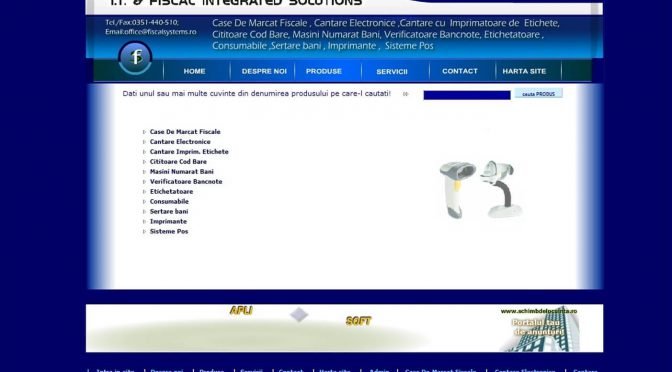 I.T. & FISCAL INTEGRATED SOLUTIONS
Tel./Fax:0351-440-510;
Email:office@fiscalsystems.ro
Case De Marcat Fiscale , Cantare Electronice ,Cantare cu Imprimatoare de Etichete,
Cititoare Cod Bare, Masini Numarat Bani, Verificatoare Bancnote, Etichetatoare ,
Consumabile ,Sertare bani , Imprimante , Sisteme Pos
f
HOME
DESPRE NOI
PRODUSE
SERVICII
CONTACT
HARTA SITE
Dati unul sau mai multe cuvinte din denumirea produsului pe care-l cautati!
cauta PRODUS
Case De Marcat Fiscale
Cantare Electronice
Cantare Imprim. Etichete
Cititoare Cod Bare
Masini Numarat Bani
Verificatoare Bancnote
Etichetatoare
Consumabile
Sertare bani
Imprimante
Sisteme Pos
APLI
SOFT
www.schimbdelocuinta.ro
Portalul tau
de anunturi
| Intra in site | Despre noi | Produse | Servicii | Contact | Harta site | Admin | Case De Marcat Fiscale | Cantare Electronice | Cantare